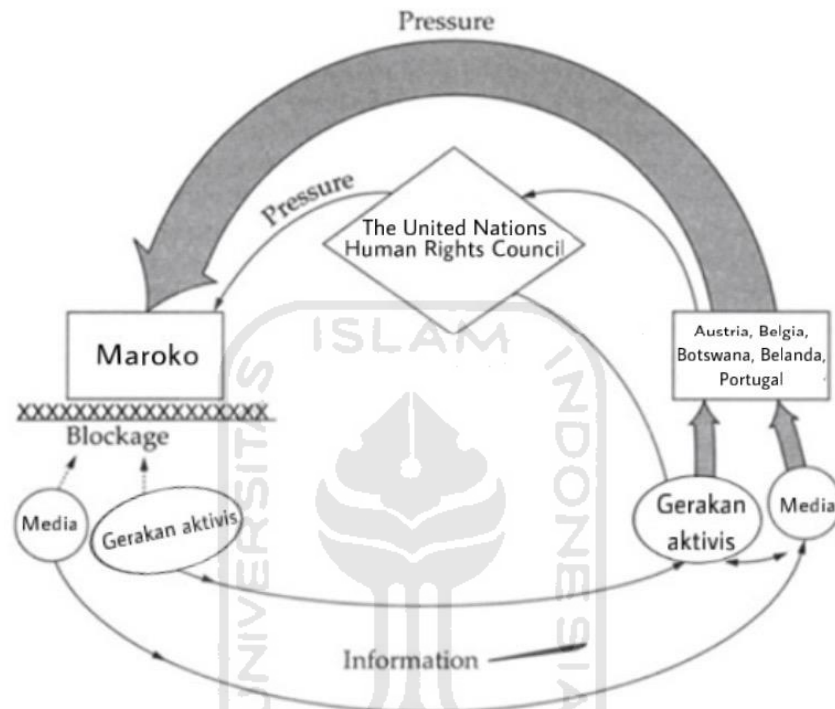 Pressure
Pressure
The United Nations
Human Rights Council
Maroko
Austria, Belgia,
Botswana, Belanda,
Portugal
XXXXXXXXXXXXXXXXXX
Blockage
Media
Gerakan aktivis
Gerakan
aktivis
Media
Information
ISLAM
UNIVERSITAS
INDONESIA